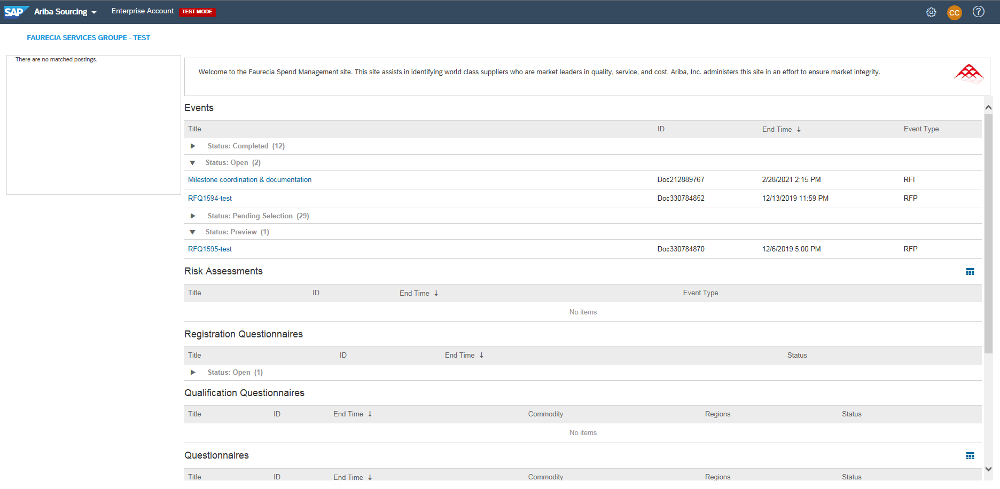 SAP Ariba Sourcing Enterprise Account TEST MODE CC ?
FAURECIA SERVICES GROUPE - TEST
There are no matched postings.
Welcome to the Faurecia Spend Management site. This site assists in identifying world class suppliers who are market leaders in quality, service, and cost. Ariba, Inc. administers this site in an effort to ensure market integrity.
Events
Title ID End Time ↓ Event Type
► Status: Completed (12)
▼ Status: Open (2)
Milestone coordination & documentation Doc212889767 2/28/2021 2:15 PM RFI
RFQ1594-test Doc330784852 12/13/2019 11:59 PM RFP
► Status: Pending Selection (29)
▼ Status: Preview (1)
RFQ1595-test Doc330784870 12/6/2019 5:00 PM RFP
Risk Assessments
Title ID End Time ↓ Event Type
No items
Registration Questionnaires
Title ID End Time ↓ Status
► Status: Open (1)
Qualification Questionnaires
Title ID End Time ↓ Commodity Regions Status
No items
Questionnaires
Title ID End Time ↓ Commodity Regions Status